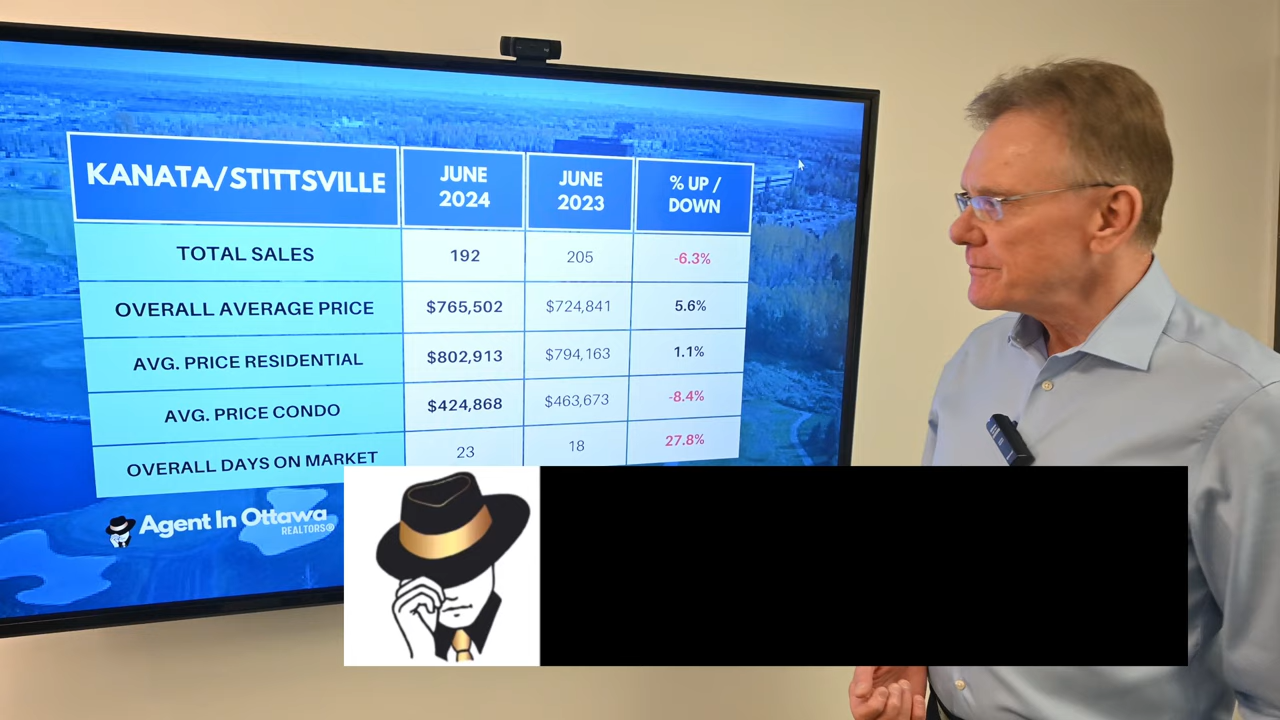 KANATA/STITTSVILLE JUNE 2024 JUNE 2023 % UP / DOWN
TOTAL SALES 192 205 -6.3%
OVERALL AVERAGE PRICE $765,502 $724,841 5.6%
AVG. PRICE RESIDENTIAL $802,913 $794,163 1.1%
AVG. PRICE CONDO $424,868 $463,673 -8.4%
OVERALL DAYS ON MARKET 23 18 27.8%
Agent In Ottawa
REALTORS®